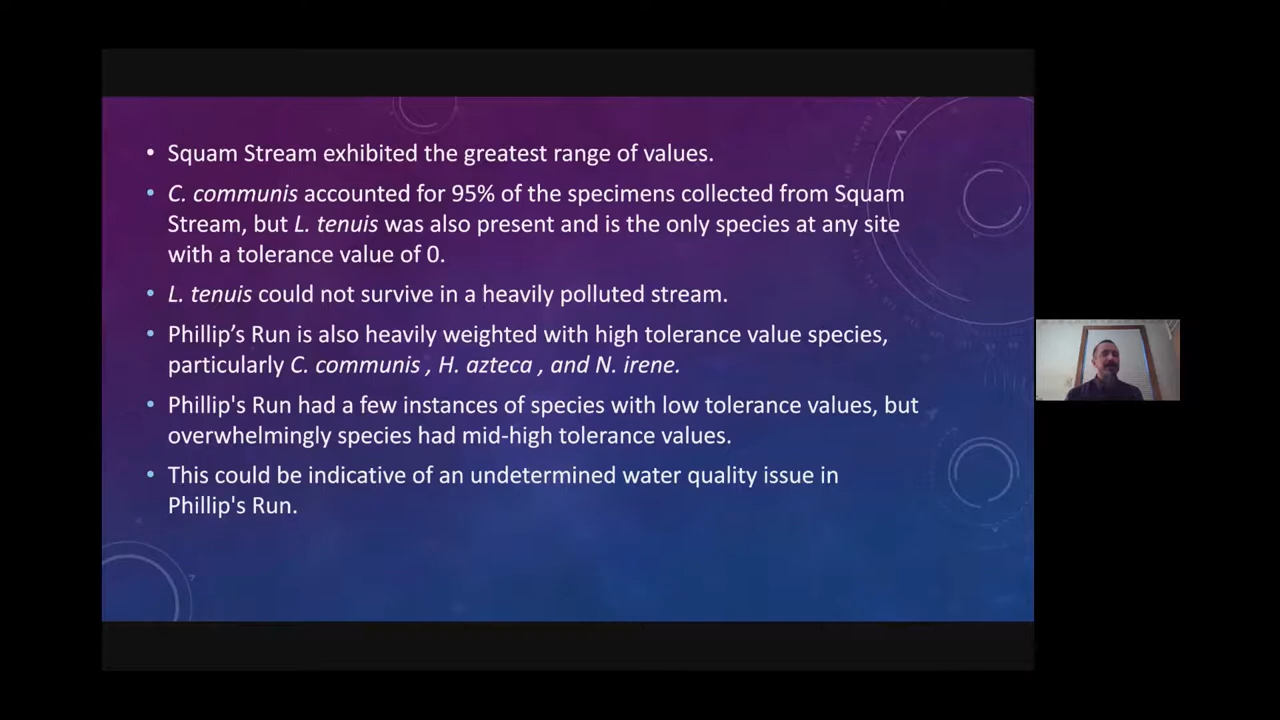 • Squam Stream exhibited the greatest range of values.
• C. communis accounted for 95% of the specimens collected from Squam
Stream, but L. tenuis was also present and is the only species at any site
with a tolerance value of 0.
• L. tenuis could not survive in a heavily polluted stream.
• Phillip’s Run is also heavily weighted with high tolerance value species,
particularly C. communis , H. azteca , and N. irene.
• Phillip's Run had a few instances of species with low tolerance values, but
overwhelmingly species had mid-high tolerance values.
• This could be indicative of an undetermined water quality issue in
Phillip's Run.